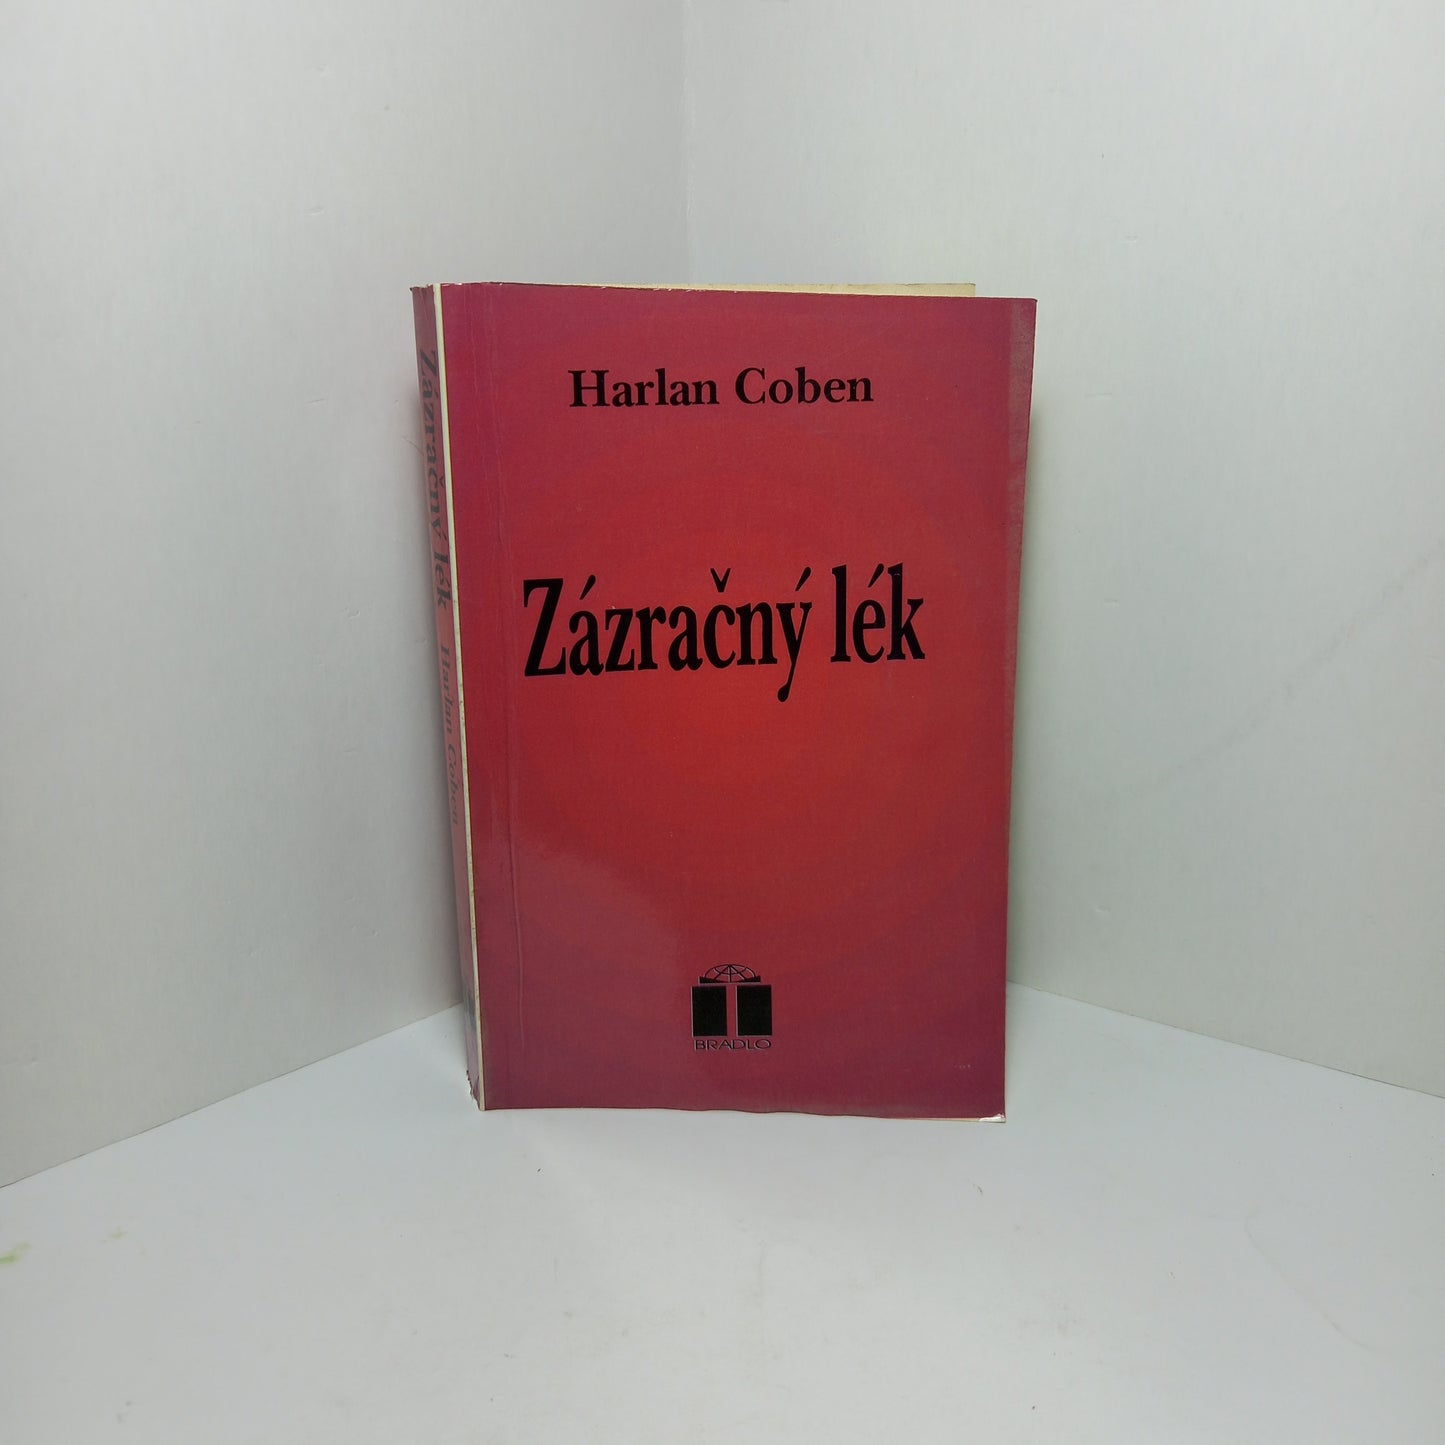 Harlan Coben
Zázračný lék
BRADLO
Zázračný lék Harlan Coben